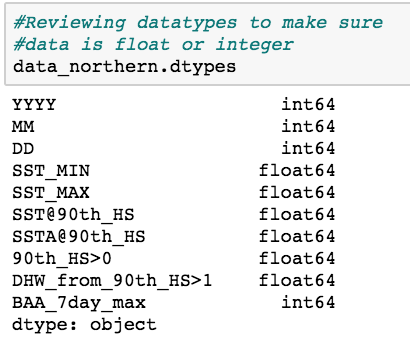 #Reviewing datatypes to make sure
#data is float or integer
data_northern.dtypes
YYYY int64
MM int64
DD int64
SST_MIN float64
SST_MAX float64
SST@90th_HS float64
SSTA@90th_HS float64
90th_HS>0 float64
DHW_from_90th_HS>1 float64
BAA_7day_max int64
dtype: object